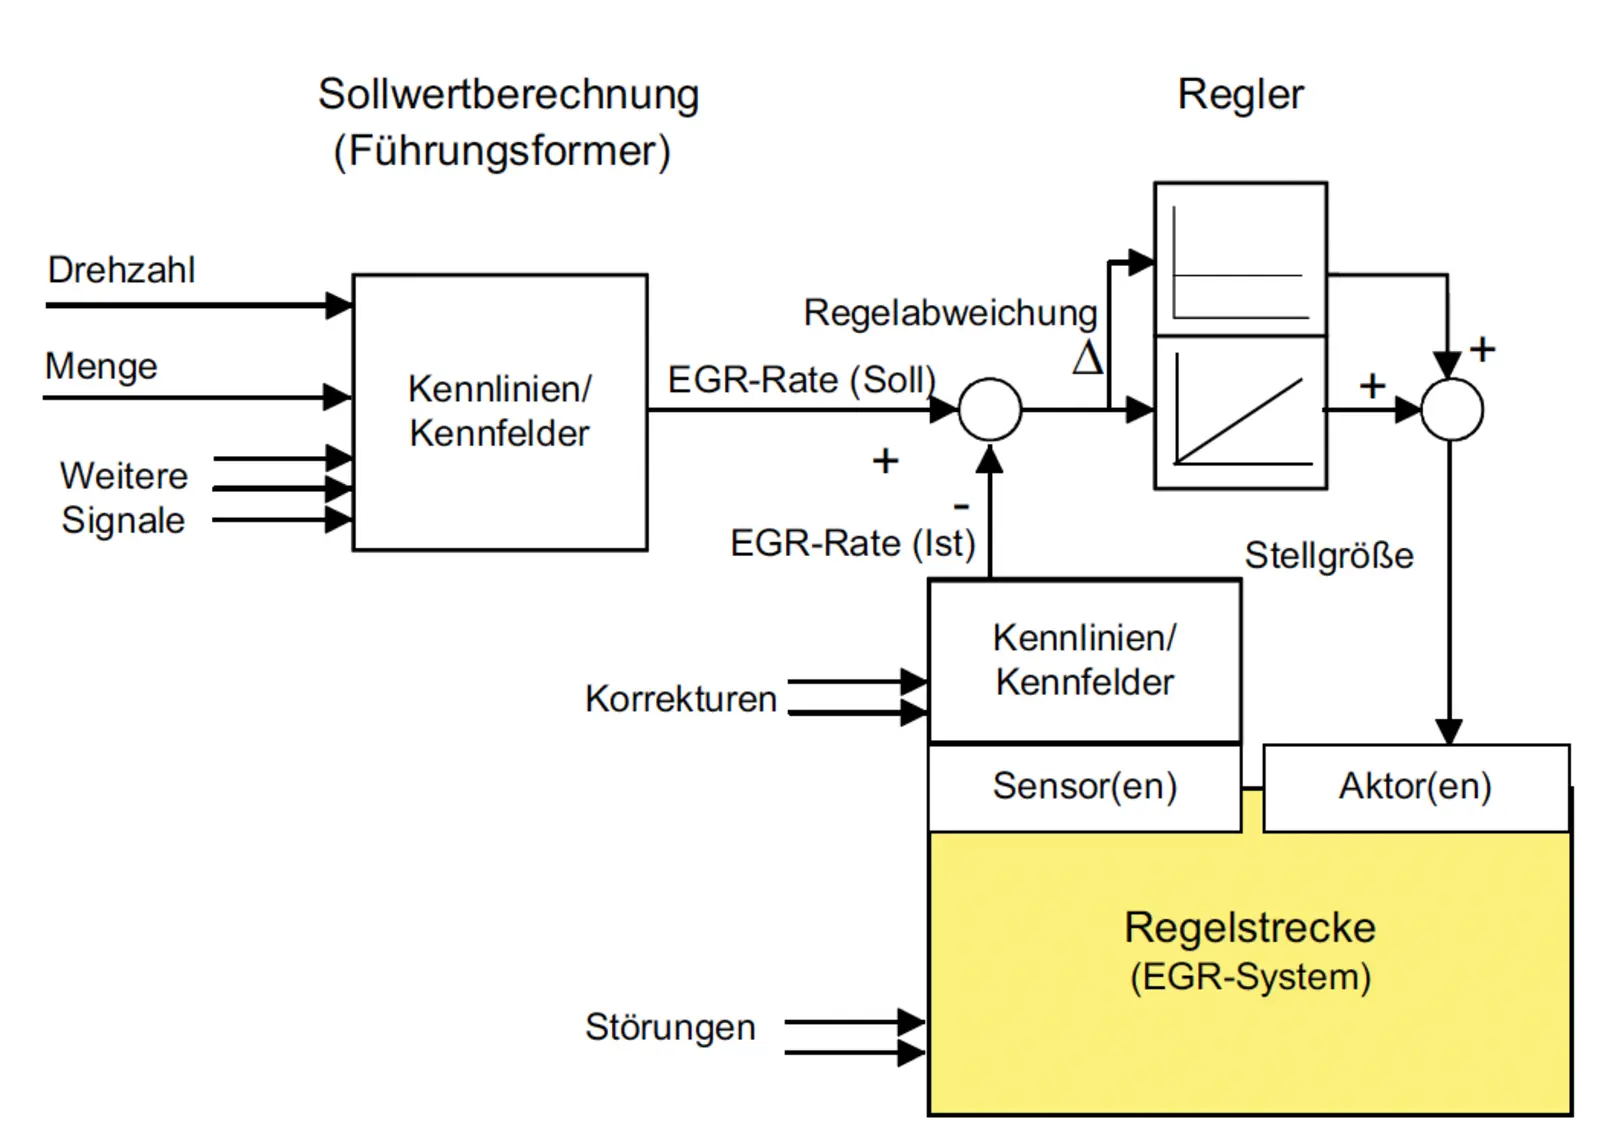 Sollwertberechnung
(Führungsformer)
Regler
Drehzahl
Menge
Weitere
Signale
Kennlinien/
Kennfelder
EGR-Rate (Soll)
+
Regelabweichung
Δ
-
EGR-Rate (Ist)
+
+
Stellgröße
Korrekturen
Kennlinien/
Kennfelder
Sensor(en)
Aktor(en)
Regelstrecke
(EGR-System)
Störungen